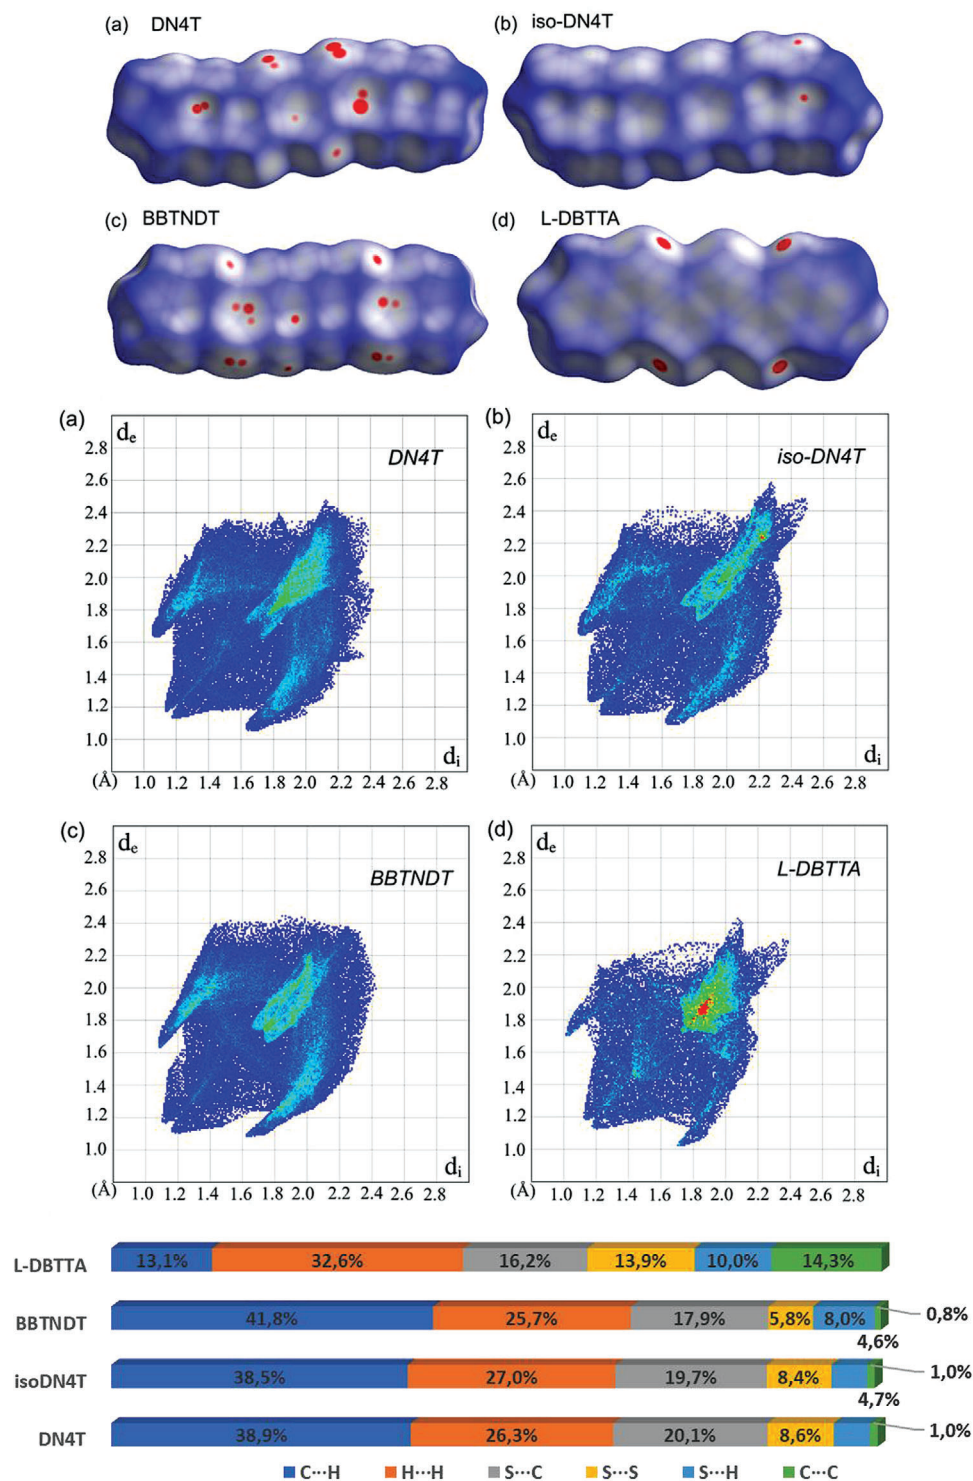 (a) DN4T
(b) iso-DN4T
(c) BBTNDT
(d) L-DBTTA
(a)
de
DN4T
2.8
2.6
2.4
2.2
2.0
1.8
1.6
1.4
1.2
1.0
di
(Å) 1.0 1.2 1.4 1.6 1.8 2.0 2.2 2.4 2.6 2.8
(b)
de
iso-DN4T
2.8
2.6
2.4
2.2
2.0
1.8
1.6
1.4
1.2
1.0
di
(Å) 1.0 1.2 1.4 1.6 1.8 2.0 2.2 2.4 2.6 2.8
(c)
de
BBTNDT
2.8
2.6
2.4
2.2
2.0
1.8
1.6
1.4
1.2
1.0
di
(Å) 1.0 1.2 1.4 1.6 1.8 2.0 2.2 2.4 2.6 2.8
(d)
de
L-DBTTA
2.8
2.6
2.4
2.2
2.0
1.8
1.6
1.4
1.2
1.0
di
(Å) 1.0 1.2 1.4 1.6 1.8 2.0 2.2 2.4 2.6 2.8
L-DBTTA 13,1% 32,6% 16,2% 13,9% 10,0% 14,3%
BBTNDT 41,8% 25,7% 17,9% 5,8% 8,0% 0,8%
4,6%
isoDN4T 38,5% 27,0% 19,7% 8,4% 1,0%
4,7%
DN4T 38,9% 26,3% 20,1% 8,6% 1,0%
C···H H···H S···C S···S S···H C···C